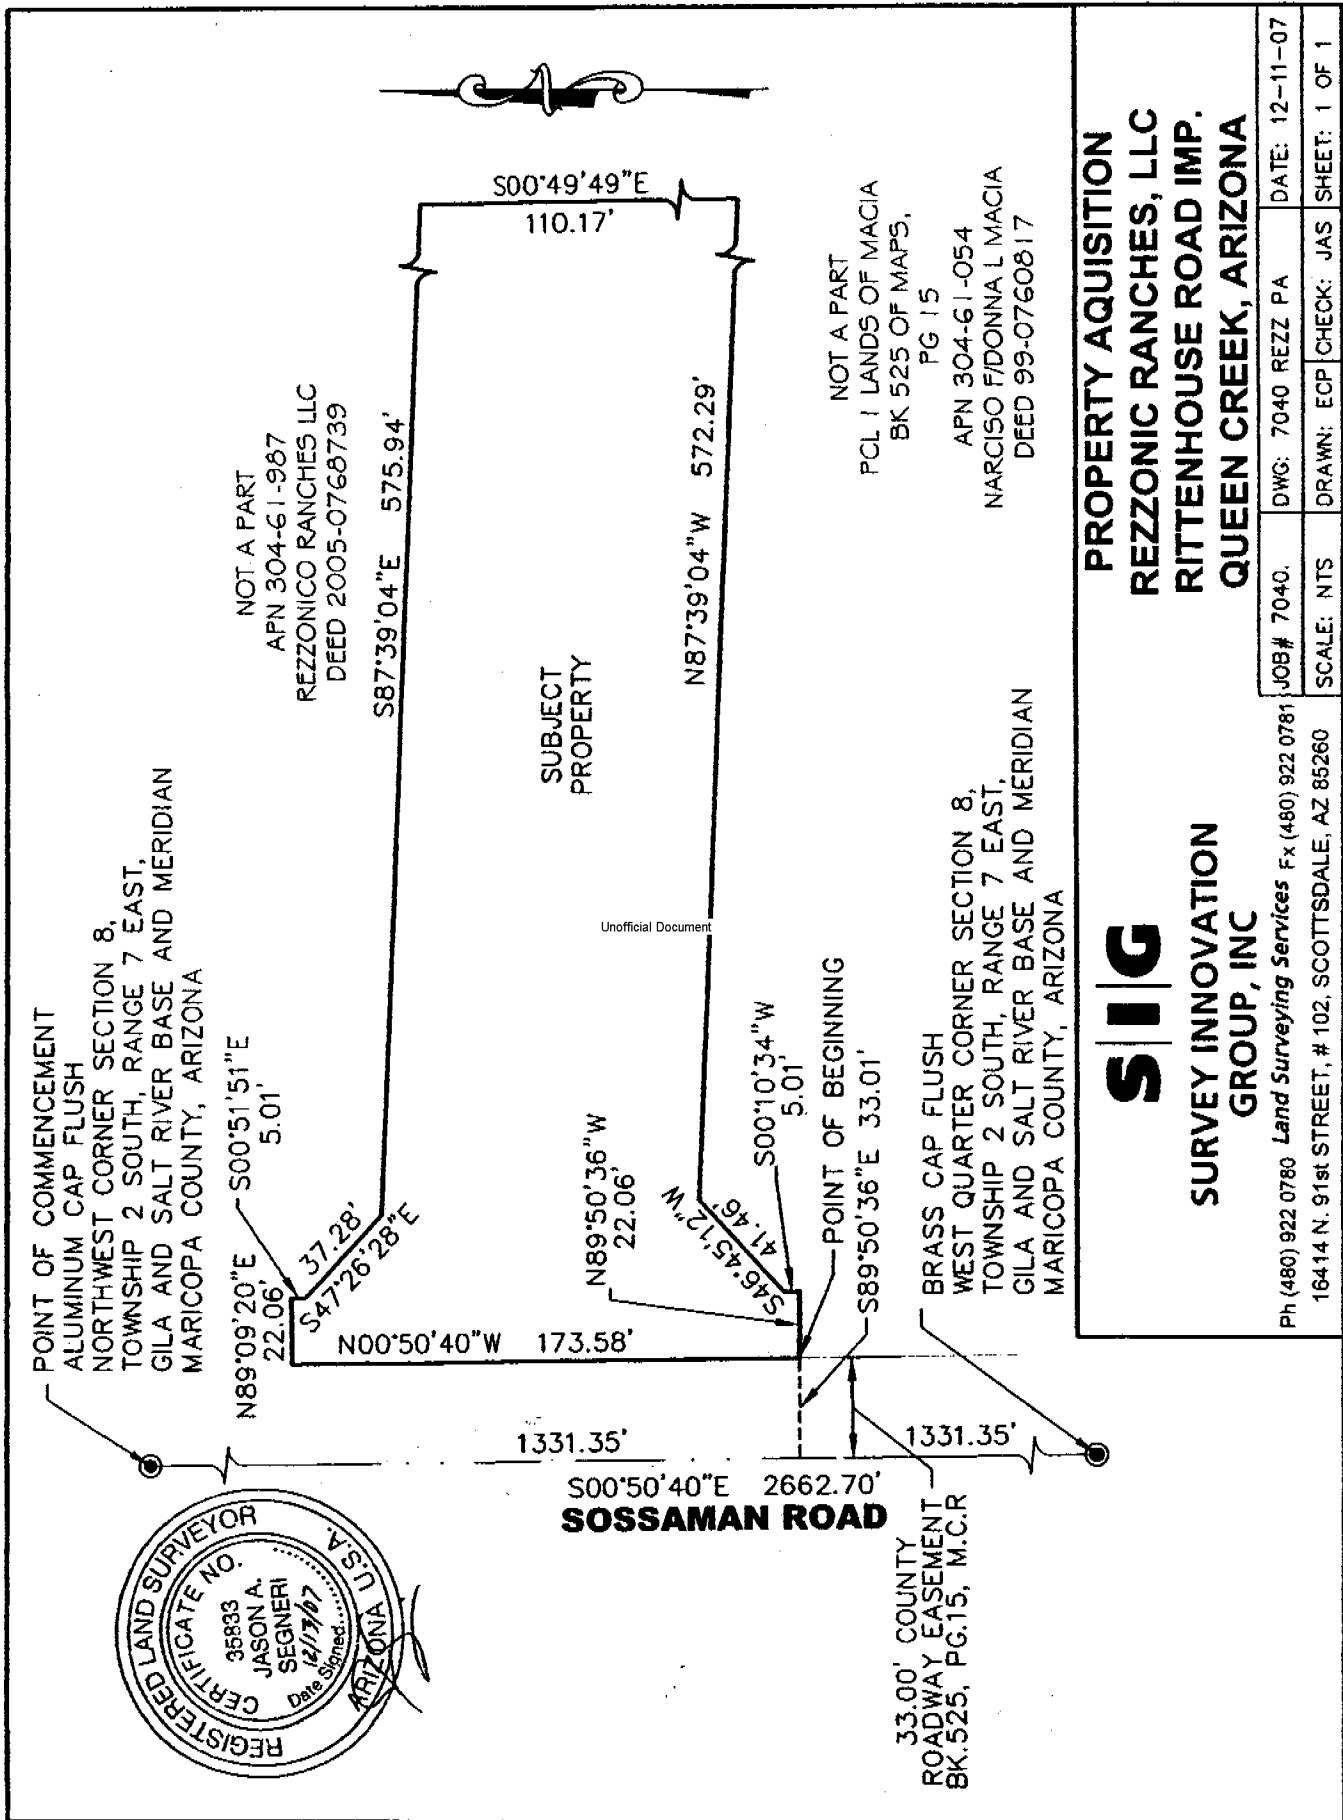 POINT OF COMMENCEMENT
ALUMINUM CAP FLUSH
NORTHWEST CORNER SECTION 8,
TOWNSHIP 2 SOUTH, RANGE 7 EAST,
GILA AND SALT RIVER BASE AND MERIDIAN
MARICOPA COUNTY, ARIZONA
REGISTERED LAND SURVEYOR
CERTIFICATE NO.
35833
JASON A.
SEGNERI
12/13/07
Date Signed
ARIZONA U.S.A.
N89°09'20"E
22.06'
S00°51'51"E
5.01'
37.28'
S47°26'28"E
NOT A PART
APN 304-61-987
REZZONICO RANCHES LLC
DEED 2005-0768739
S87°39'04"E 575.94'
S00°49'49"E
110.17'
N00°50'40"W 173.58'
SUBJECT
PROPERTY
Unofficial Document
1331.35'
S00°50'40"E 2662.70'
SOSSAMAN ROAD
N89°50'36"W
22.06'
S46°45'12"W
41.46'
S00°10'34"W
5.01'
N87°39'04"W 572.29'
POINT OF BEGINNING
S89°50'36"E 33.01'
1331.35'
33.00' COUNTY
ROADWAY EASEMENT
BK.525, PG.15, M.C.R
BRASS CAP FLUSH
WEST QUARTER CORNER SECTION 8,
TOWNSHIP 2 SOUTH, RANGE 7 EAST,
GILA AND SALT RIVER BASE AND MERIDIAN
MARICOPA COUNTY, ARIZONA
NOT A PART
PCL 1 LANDS OF MACIA
BK 525 OF MAPS,
PG 15
APN 304-61-054
NARCISO F/DONNA L MACIA
DEED 99-0760817
SIG
SURVEY INNOVATION
GROUP, INC
Ph (480) 922 0780 Land Surveying Services Fx (480) 922 0781
16414 N. 91st STREET, # 102, SCOTTSDALE, AZ 85260
PROPERTY AQUISITION
REZZONIC RANCHES, LLC
RITTENHOUSE ROAD IMP.
QUEEN CREEK, ARIZONA
JOB# 7040. DWG: 7040 REZZ PA DATE: 12-11-07
SCALE: NTS DRAWN: ECP CHECK: JAS SHEET: 1 OF 1